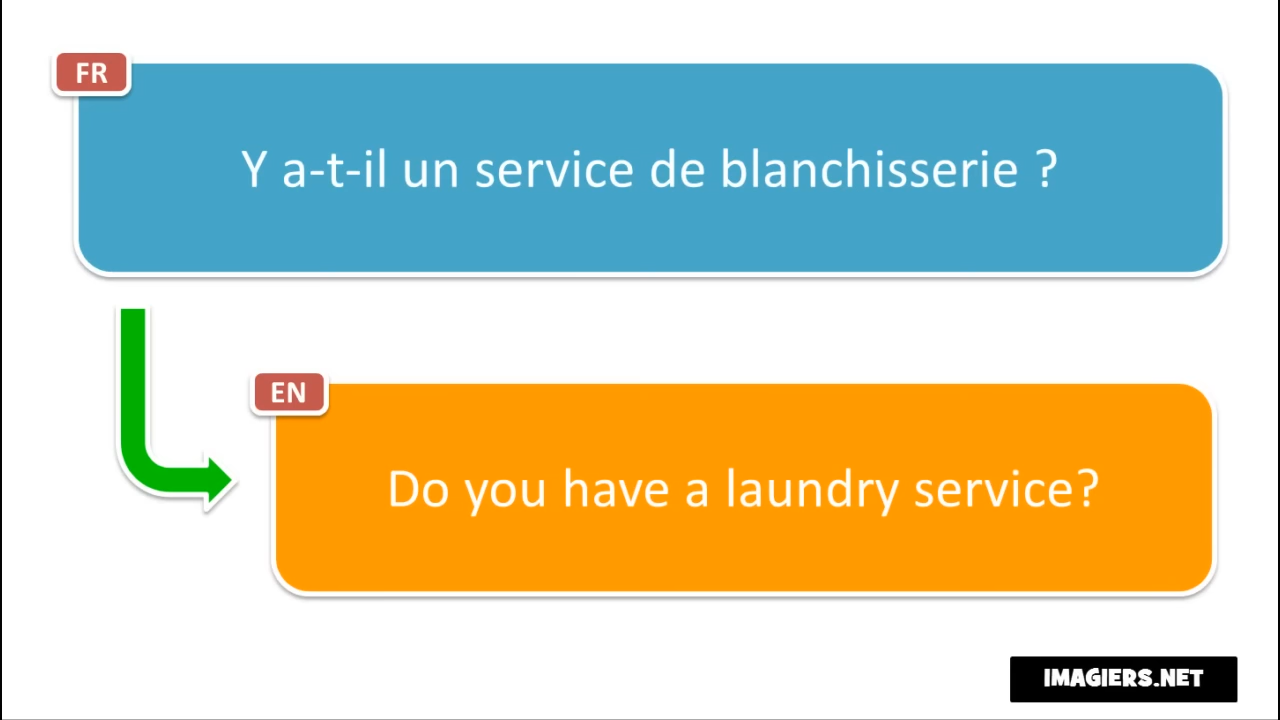 FR
Y a-t-il un service de blanchisserie ?
EN
Do you have a laundry service?
IMAGIERS.NET